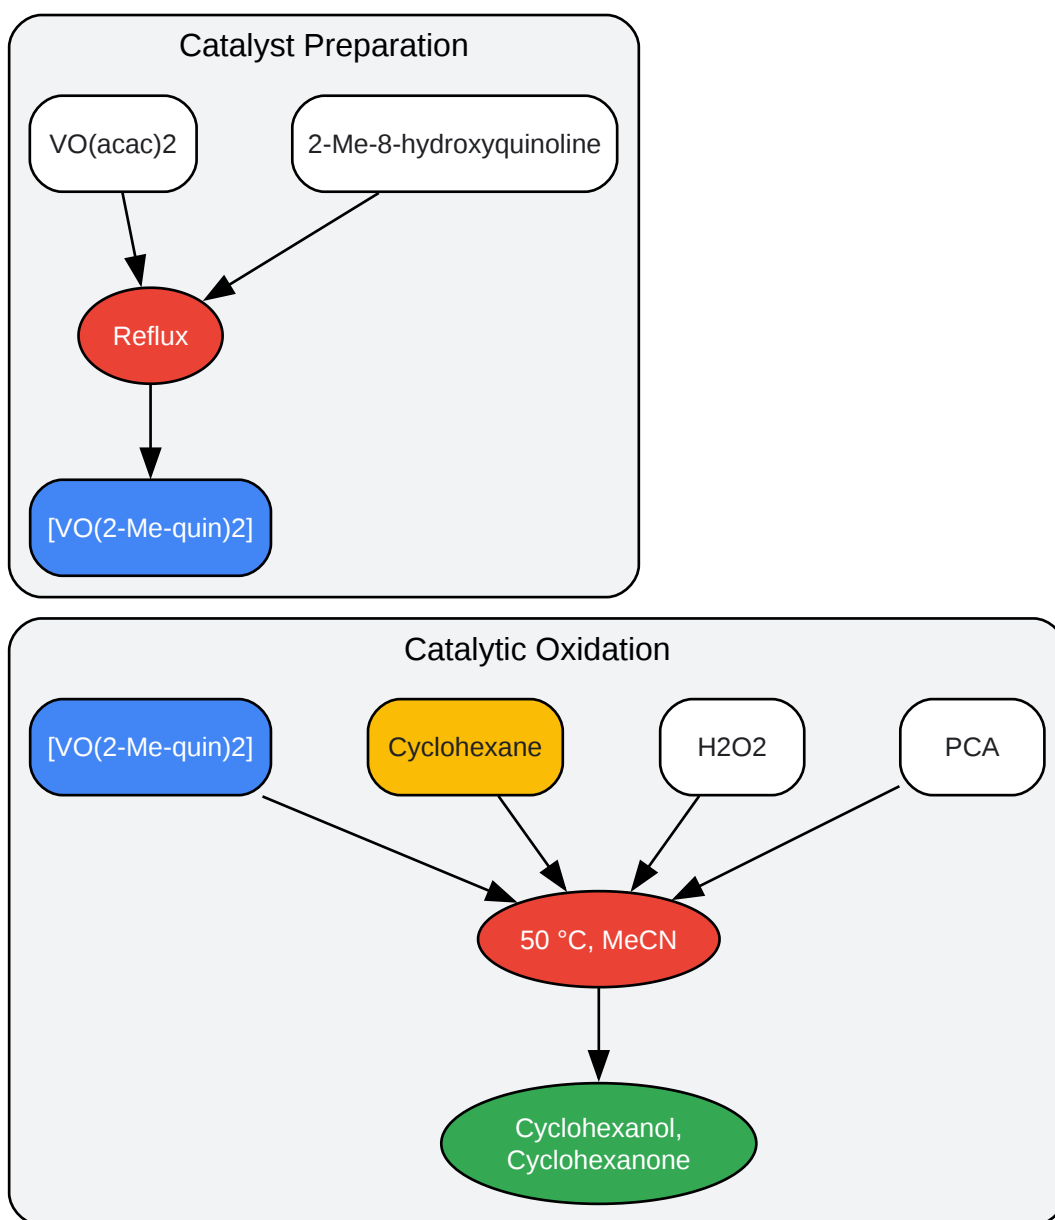 Catalyst Preparation
VO(acac)2
2-Me-8-hydroxyquinoline
Reflux
[VO(2-Me-quin)2]
Catalytic Oxidation
[VO(2-Me-quin)2]
Cyclohexane
H2O2
PCA
50 °C, MeCN
Cyclohexanol,
Cyclohexanone